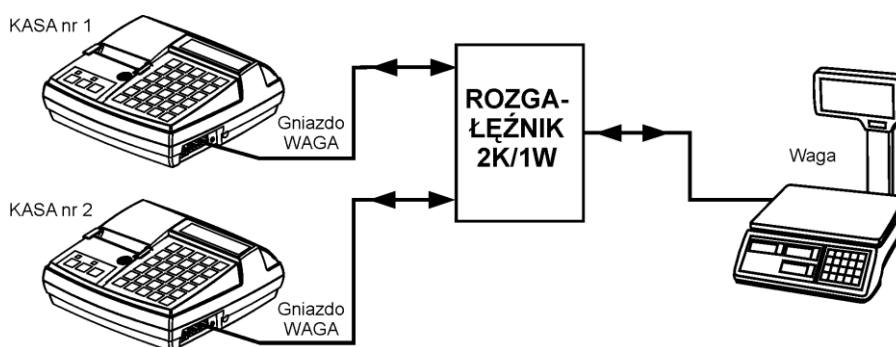 KASA nr 1
Gniazdo
WAGA
ROZGA-
ŁĘŹNIK
2K/1W
Waga
KASA nr 2
Gniazdo
WAGA